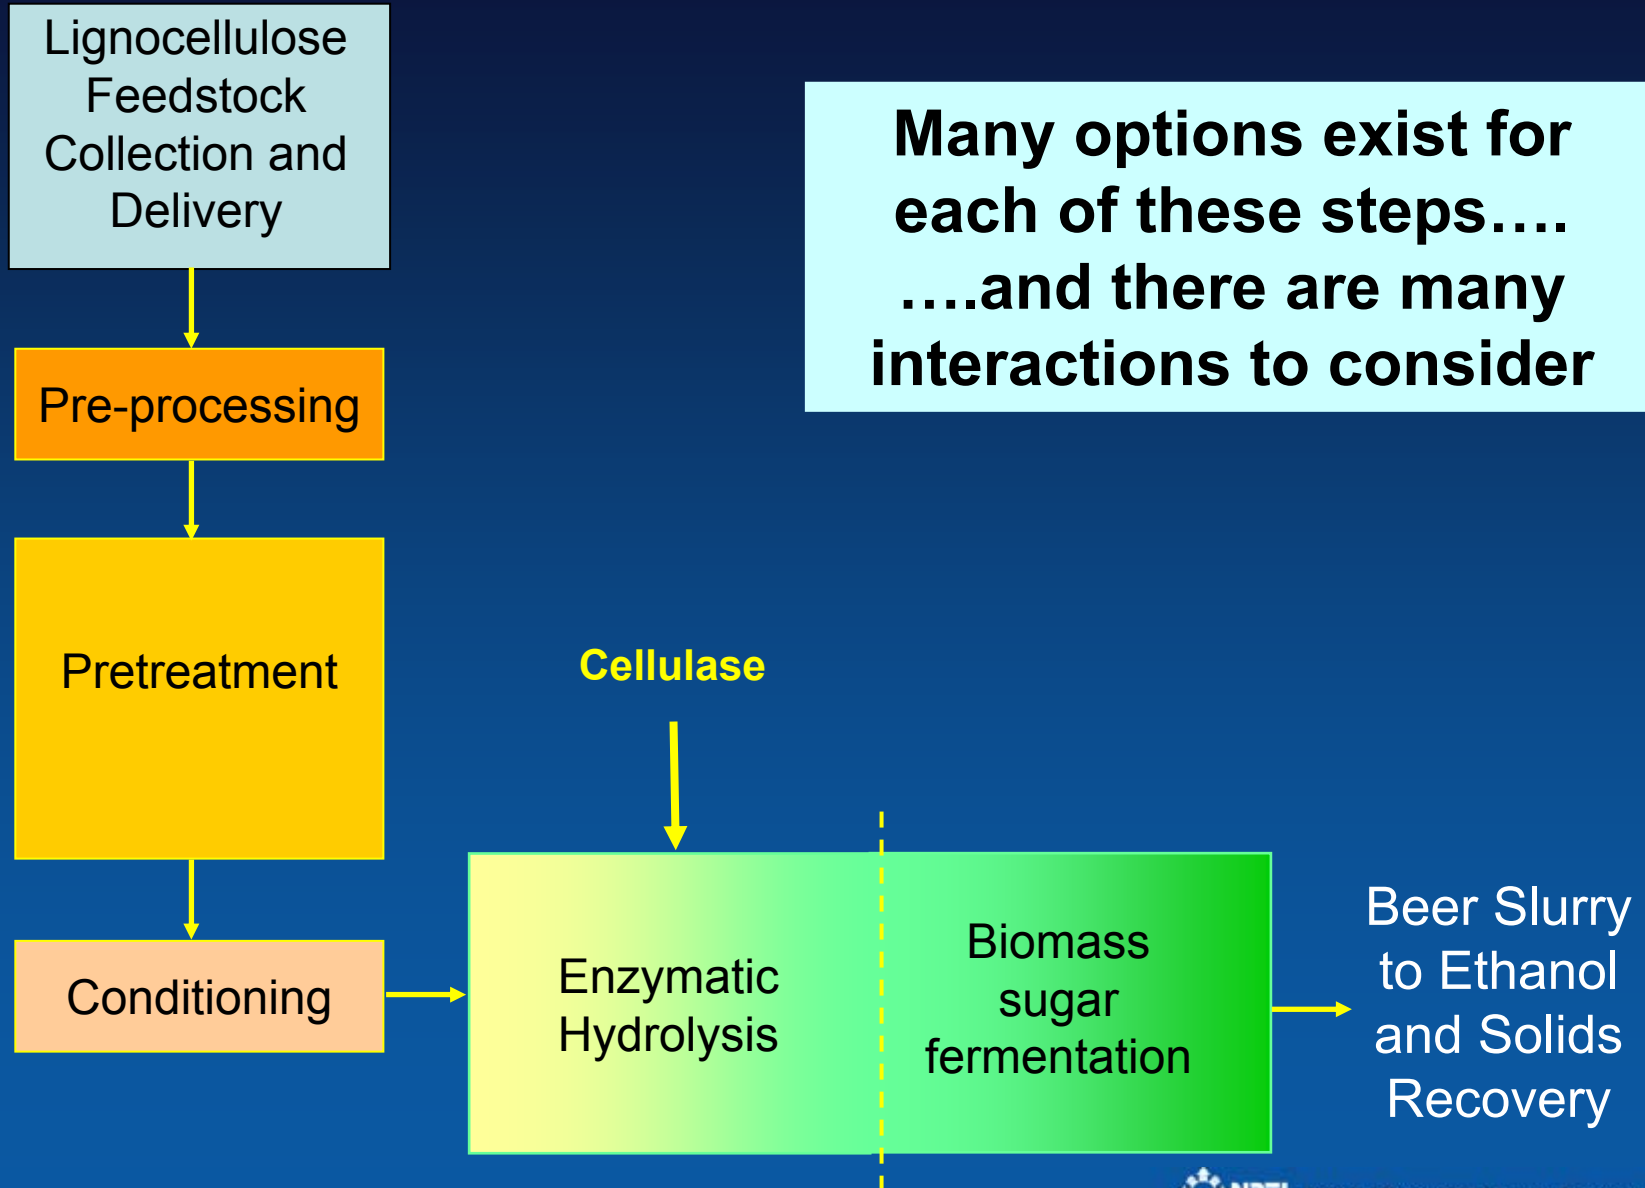 Lignocellulose
Feedstock
Collection and
Delivery
Many options exist for
each of these steps….
….and there are many
interactions to consider
Pre-processing
Pretreatment
Cellulase
Conditioning
Enzymatic
Hydrolysis
Biomass
sugar
fermentation
Beer Slurry
to Ethanol
and Solids
Recovery